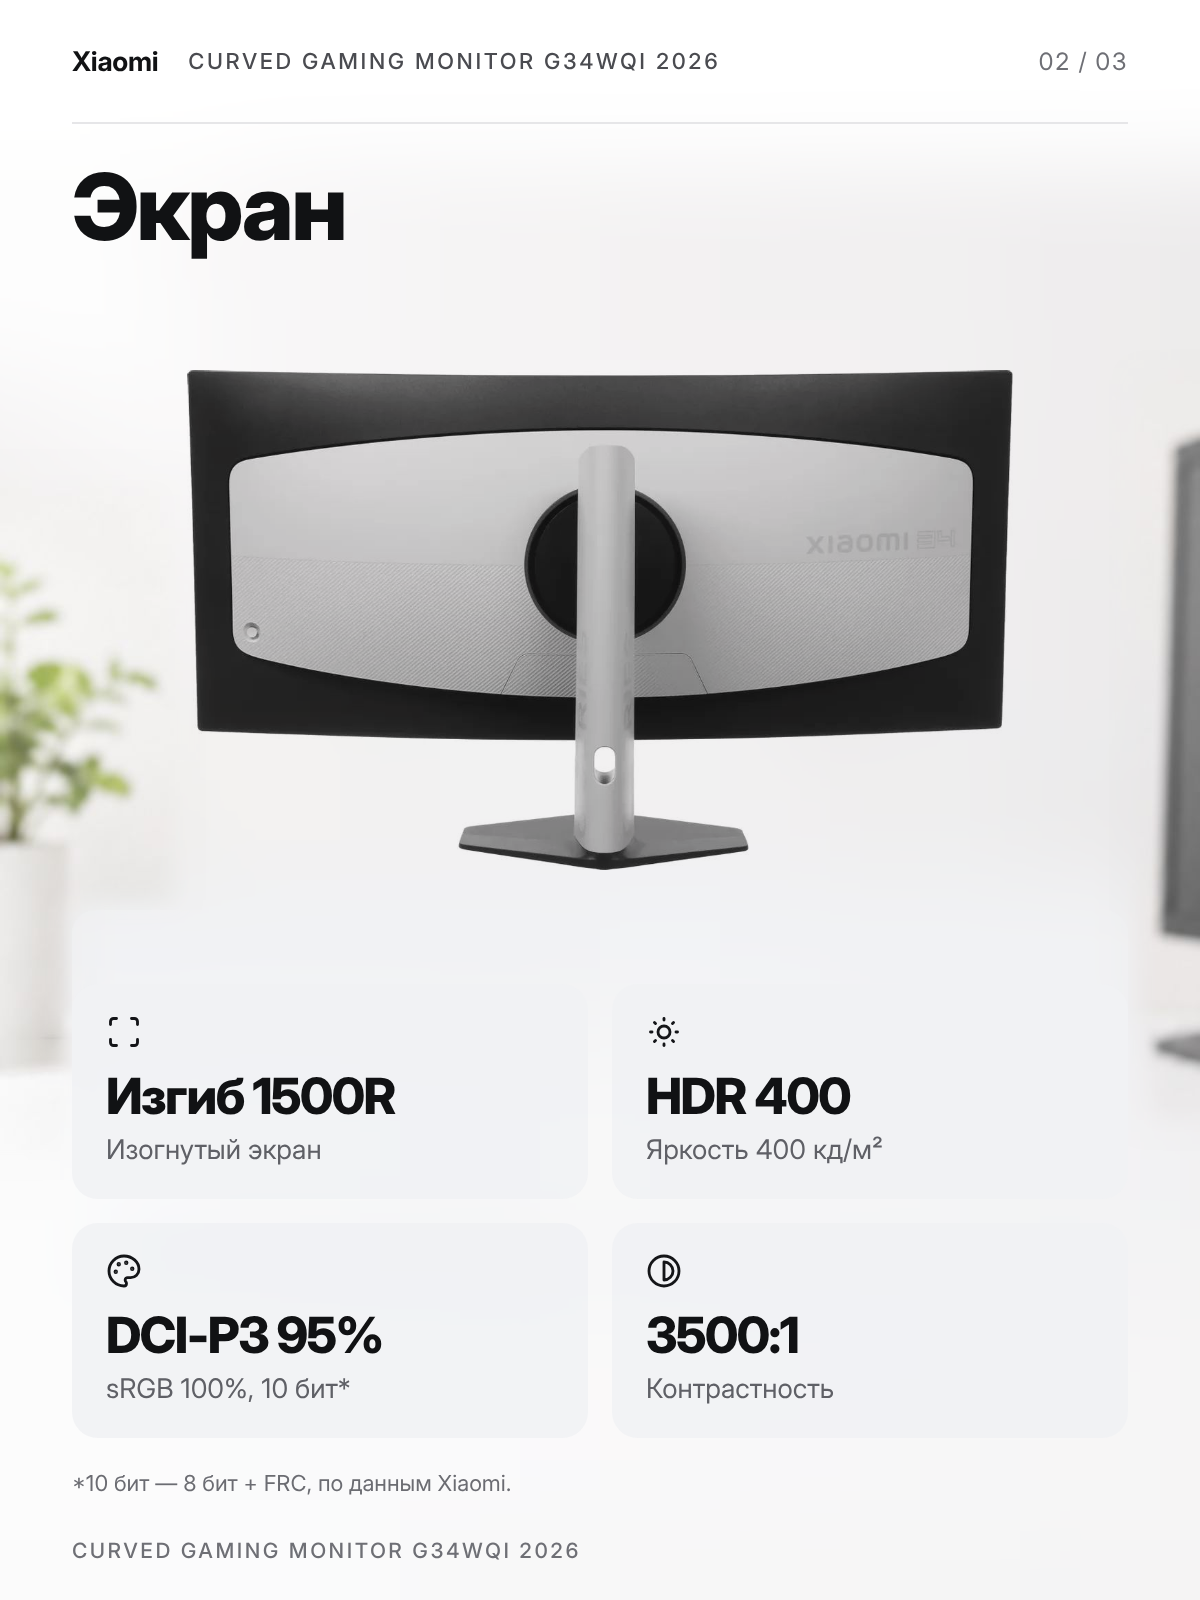 Xiaomi CURVED GAMING MONITOR G34WQI 2026 02 / 03
Экран
xiaomi
Изгиб 1500R
Изогнутый экран
HDR 400
Яркость 400 кд/м²
DCI-P3 95%
sRGB 100%, 10 бит*
3500:1
Контрастность
*10 бит — 8 бит + FRC, по данным Xiaomi.
CURVED GAMING MONITOR G34WQI 2026